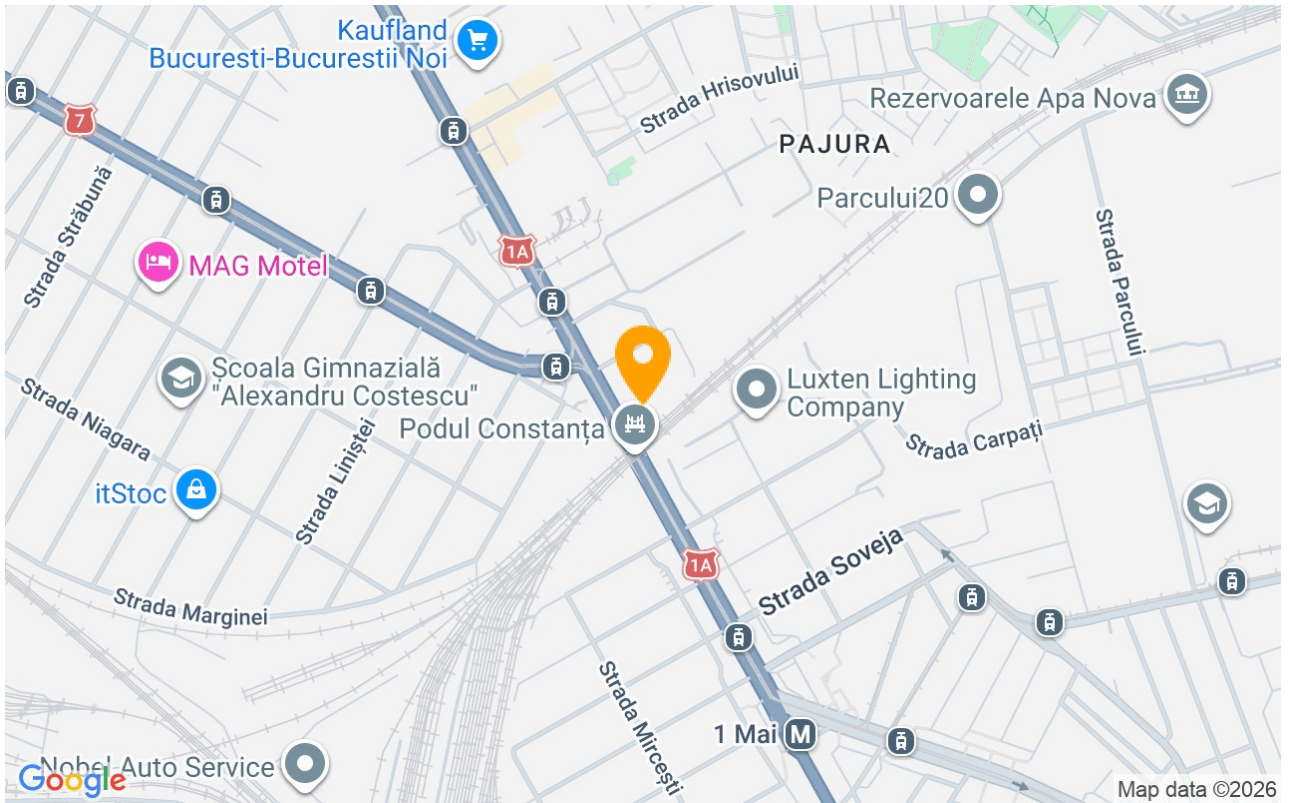 Kaufland
Bucuresti-Bucurestii Noi
Strada Hrisovului
Rezervoarele Apa Nova
7
PAJURA
Parcului20
Strada Străbună
1A
MAG Motel
Strada Parcului
Școala Gimnazială
"Alexandru Costescu"
Luxten Lighting
Company
Strada Niagara
Podul Constanța
Strada Carpați
Strada Liniștei
itStoc
1A
Strada Soveja
Strada Marginei
Strada Mircești
1 Mai M
Nobel Auto Service
Google
Map data ©2026